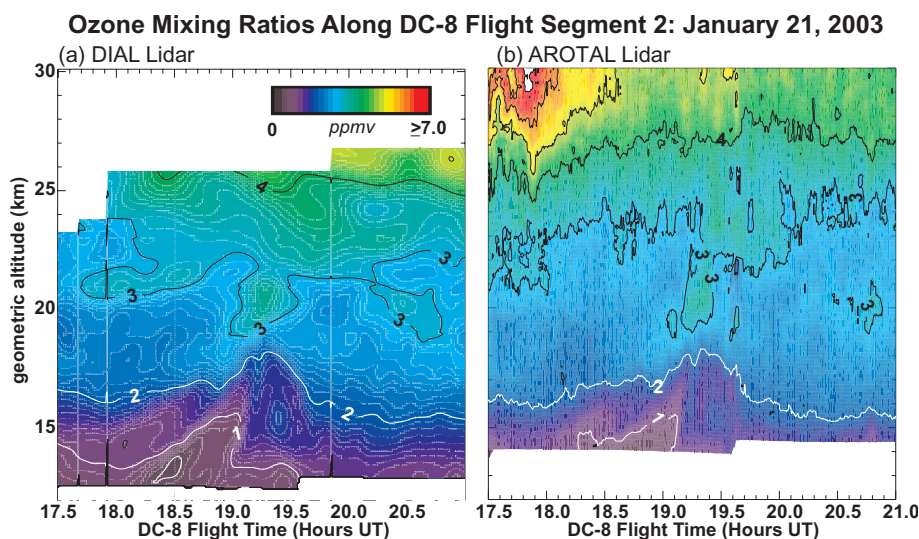 Ozone Mixing Ratios Along DC-8 Flight Segment 2: January 21, 2003
(a) DIAL Lidar
(b) AROTAL Lidar
30
25
20
15
geometric altitude (km)
0 ppmv ≥7.0
4
3
3
3
3
2
2
1
4
3
3
3
3
2
1
17.5 18.0 18.5 19.0 19.5 20.0 20.5
17.5 18.0 18.5 19.0 19.5 20.0 20.5 21.0
DC-8 Flight Time (Hours UT)
DC-8 Flight Time (Hours UT)